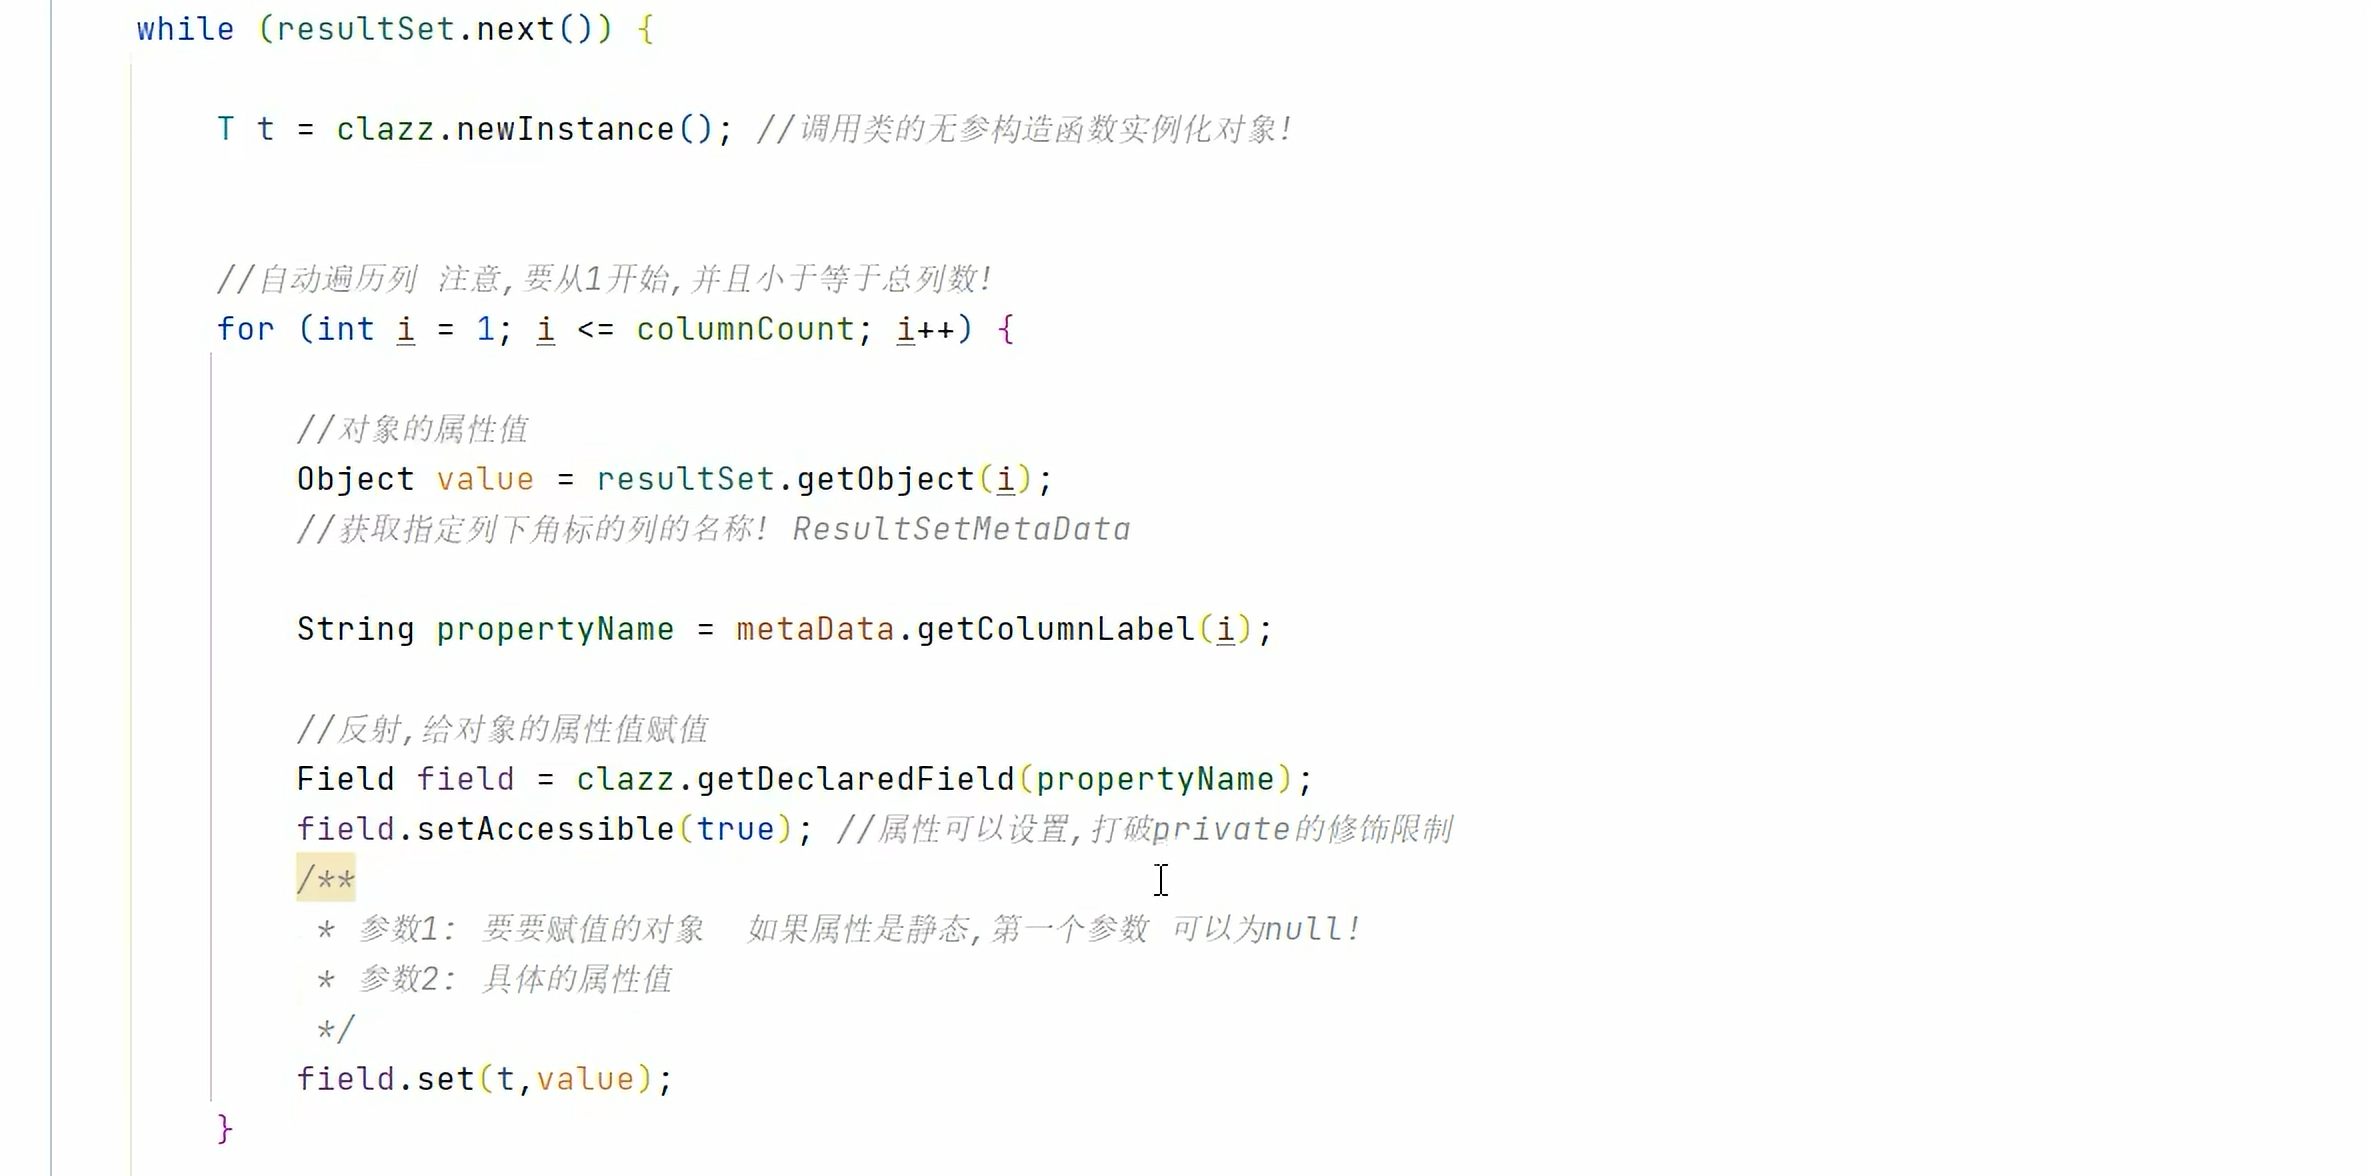 while (resultSet.next()) {
T t = clazz.newInstance(); //调用类的无参构造函数实例化对象!
//自动遍历列 注意,要从1开始,并且小于等于总列数!
for (int i = 1; i <= columnCount; i++) {
//对象的属性值
Object value = resultSet.getObject(i);
//获取指定列下角标的列的名称! ResultSetMetaData
String propertyName = metaData.getColumnLabel(i);
//反射,给对象的属性值赋值
Field field = clazz.getDeclaredField(propertyName);
field.setAccessible(true); //属性可以设置,打破private的修饰限制
/**
* 参数1: 要要赋值的对象  如果属性是静态,第一个参数 可以为null!
* 参数2: 具体的属性值
*/
field.set(t,value);
}